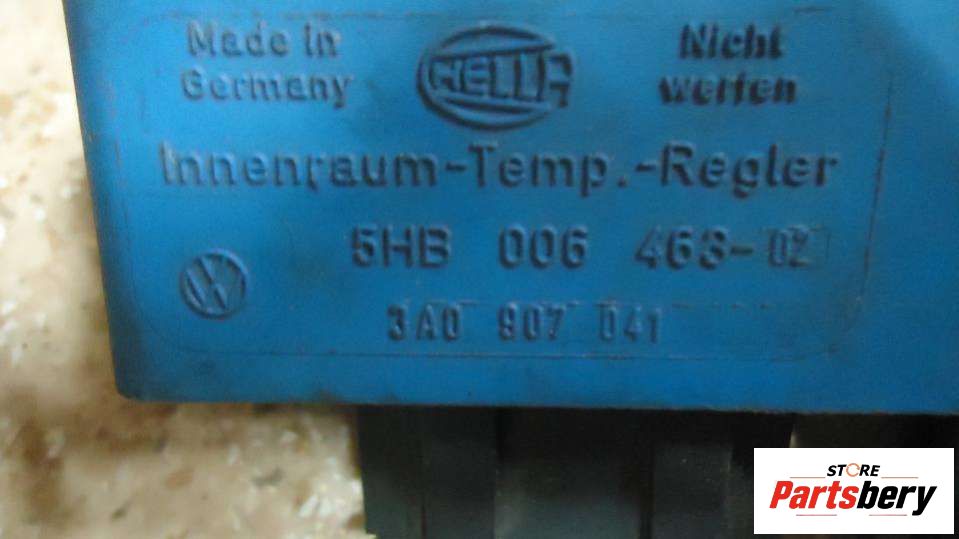 Made in Germany
HELLA
Nicht werfen
Innenraum-Temp.-Regler
5HB 006 463-02
3A0 907 041
STORE
Partsbery